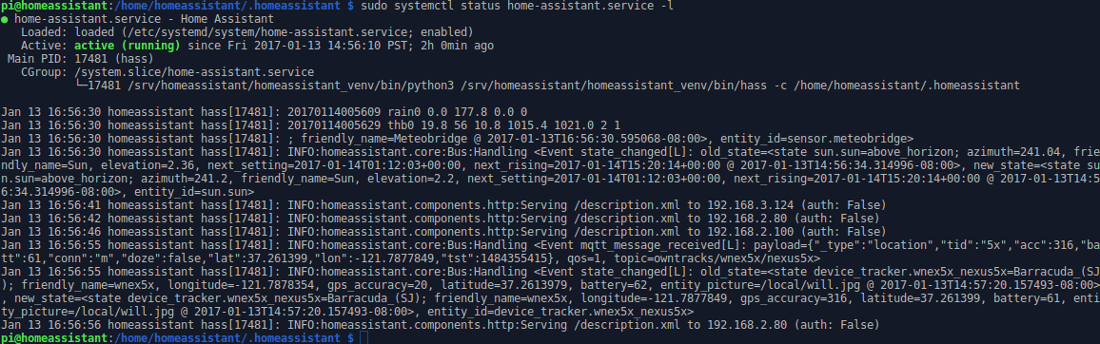 pi@homeassistant:/home/homeassistant/.homeassistant $ sudo systemctl status home-assistant.service -l
● home-assistant.service - Home Assistant
   Loaded: loaded (/etc/systemd/system/home-assistant.service; enabled)
   Active: active (running) since Fri 2017-01-13 14:56:10 PST; 2h 0min ago
 Main PID: 17481 (hass)
   CGroup: /system.slice/home-assistant.service
           └─17481 /srv/homeassistant/homeassistant_venv/bin/python3 /srv/homeassistant/homeassistant_venv/bin/hass -c /home/homeassistant/.homeassistant
Jan 13 16:56:30 homeassistant hass[17481]: 20170114005609 rain0 0.0 177.8 0.0 0
Jan 13 16:56:30 homeassistant hass[17481]: 20170114005629 thb0 19.8 56 10.8 1015.4 1021.0 2 1
Jan 13 16:56:30 homeassistant hass[17481]: ; friendly_name=Meteobridge @ 2017-01-13T16:56:30.595068-08:00>, entity_id=sensor.meteobridge>
Jan 13 16:56:30 homeassistant hass[17481]: INFO:homeassistant.core:Bus:Handling <Event state_changed[L]: old_state=<state sun.sun=above_horizon; azimuth=241.04, frie
ndly_name=Sun, elevation=2.36, next_setting=2017-01-14T01:12:03+00:00, next_rising=2017-01-14T15:20:14+00:00 @ 2017-01-13T14:56:34.314996-08:00>, new_state=<state su
n.sun=above_horizon; azimuth=241.2, friendly_name=Sun, elevation=2.2, next_setting=2017-01-14T01:12:03+00:00, next_rising=2017-01-14T15:20:14+00:00 @ 2017-01-13T14:5
6:34.314996-08:00>, entity_id=sun.sun>
Jan 13 16:56:41 homeassistant hass[17481]: INFO:homeassistant.components.http:Serving /description.xml to 192.168.3.124 (auth: False)
Jan 13 16:56:42 homeassistant hass[17481]: INFO:homeassistant.components.http:Serving /description.xml to 192.168.2.80 (auth: False)
Jan 13 16:56:46 homeassistant hass[17481]: INFO:homeassistant.components.http:Serving /description.xml to 192.168.2.100 (auth: False)
Jan 13 16:56:55 homeassistant hass[17481]: INFO:homeassistant.core:Bus:Handling <Event mqtt_message_received[L]: payload={"_type":"location","tid":"5x","acc":316,"ba
tt":61,"conn":"m","doze":false,"lat":37.261399,"lon":-121.7877849,"tst":1484355415}, qos=1, topic=owntracks/wnex5x/nexus5x>
Jan 13 16:56:55 homeassistant hass[17481]: INFO:homeassistant.core:Bus:Handling <Event state_changed[L]: old_state=<state device_tracker.wnex5x_nexus5x=Barracuda_(SJ
); friendly_name=wnex5x, longitude=-121.7878354, gps_accuracy=20, latitude=37.2613979, battery=62, entity_picture=/local/will.jpg @ 2017-01-13T14:57:20.157493-08:00>
, new_state=<state device_tracker.wnex5x_nexus5x=Barracuda_(SJ); friendly_name=wnex5x, longitude=-121.7877849, gps_accuracy=316, latitude=37.261399, battery=61, enti
ty_picture=/local/will.jpg @ 2017-01-13T14:57:20.157493-08:00>, entity_id=device_tracker.wnex5x_nexus5x>
Jan 13 16:56:56 homeassistant hass[17481]: INFO:homeassistant.components.http:Serving /description.xml to 192.168.2.80 (auth: False)
pi@homeassistant:/home/homeassistant/.homeassistant $